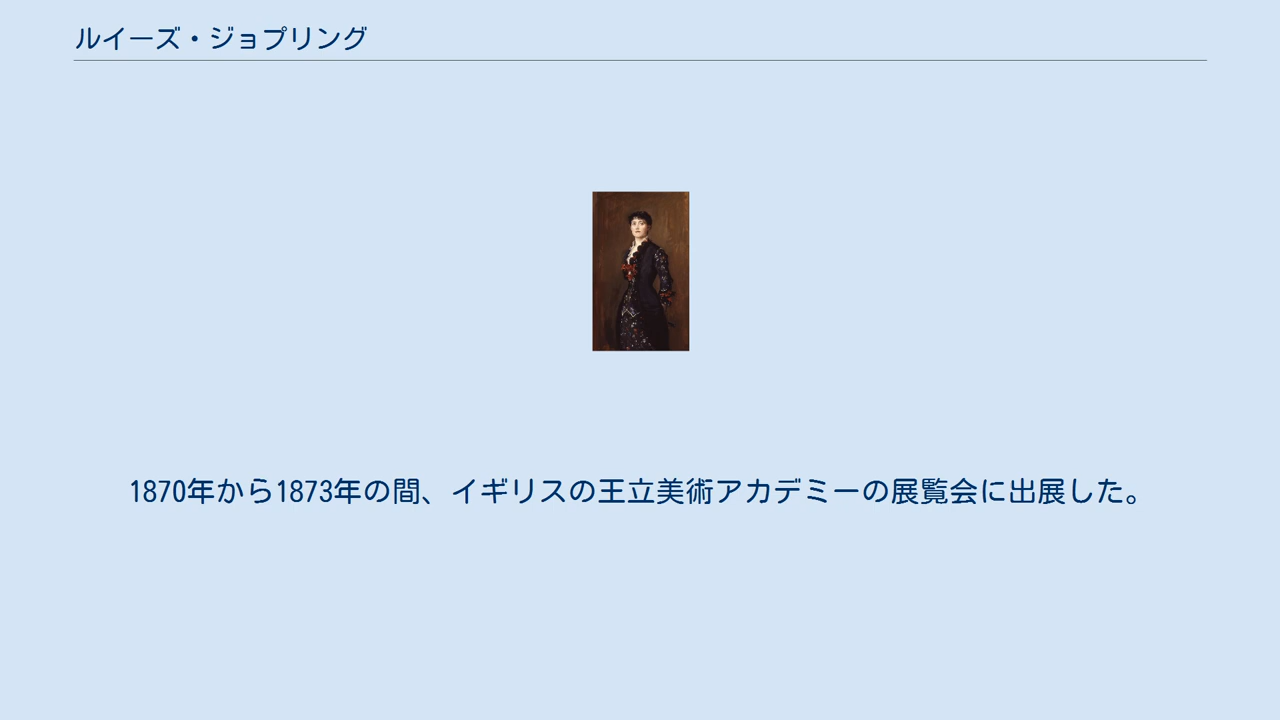 ルイーズ・ジョプリング
1870年から1873年の間、イギリスの王立美術アカデミーの展覧会に出展した。